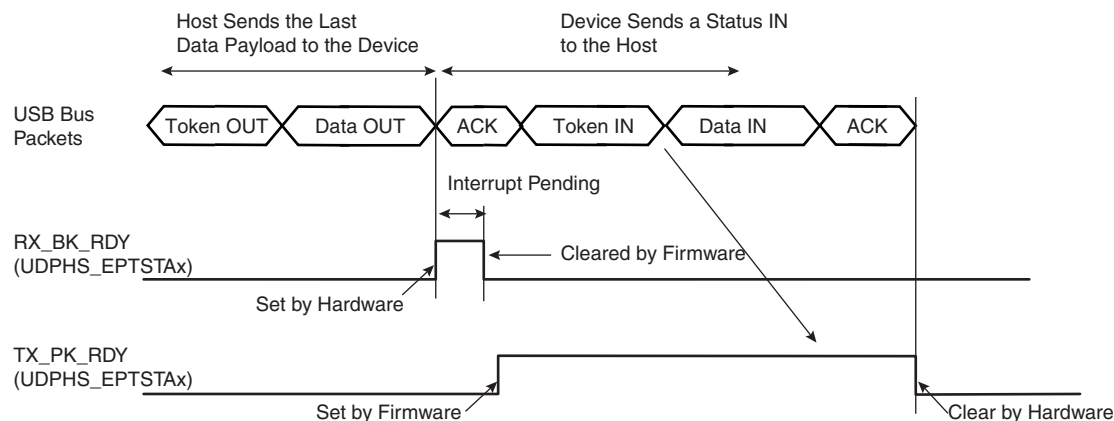 Host Sends the Last
Data Payload to the Device
Device Sends a Status IN
to the Host
USB Bus
Packets
Token OUT
Data OUT
ACK
Token IN
Data IN
ACK
Interrupt Pending
RX_BK_RDY
(UDPHS_EPTSTAx)
Cleared by Firmware
Set by Hardware
TX_PK_RDY
(UDPHS_EPTSTAx)
Set by Firmware
Clear by Hardware